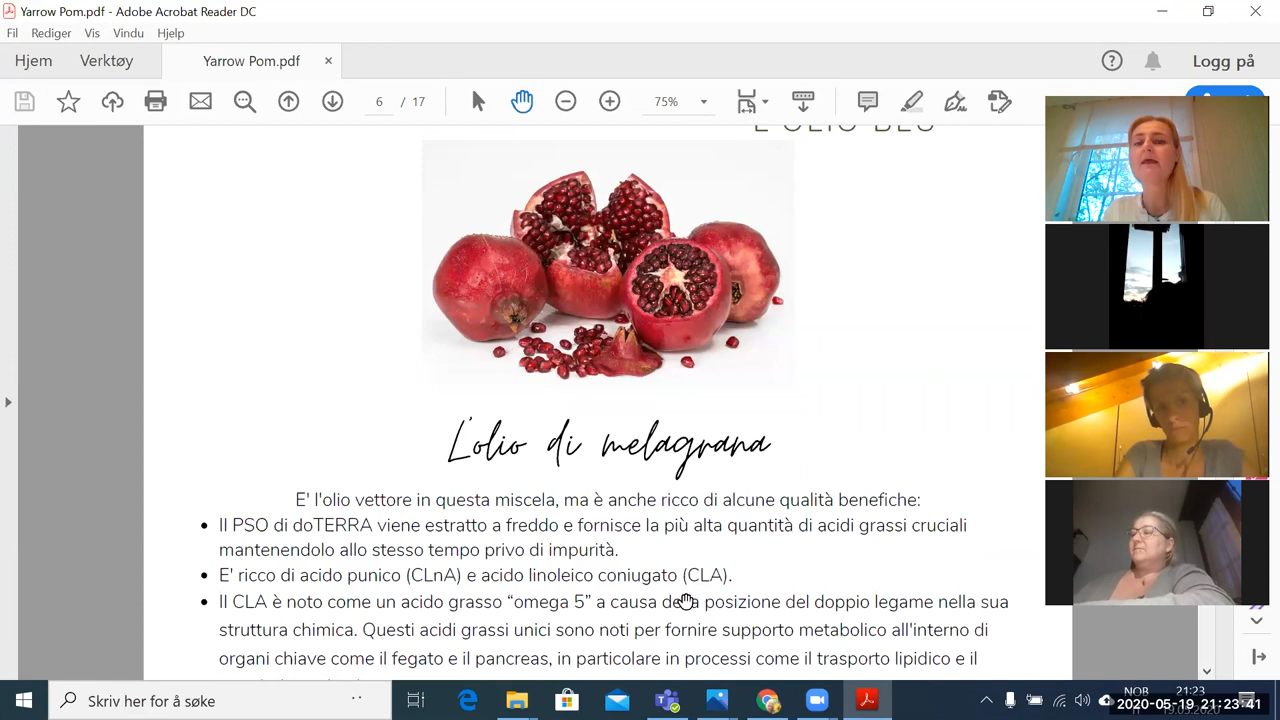 Yarrow Pom.pdf - Adobe Acrobat Reader DC
Fil Rediger Vis Vindu Hjelp
Hjem Verktøy Yarrow Pom.pdf × Logg på
6 / 17 75%
E OLIO BLU
L'olio di melagrana
E' l'olio vettore in questa miscela, ma è anche ricco di alcune qualità benefiche:
• Il PSO di doTERRA viene estratto a freddo e fornisce la più alta quantità di acidi grassi cruciali
mantenendolo allo stesso tempo privo di impurità.
• E' ricco di acido punico (CLnA) e acido linoleico coniugato (CLA).
• Il CLA è noto come un acido grasso “omega 5” a causa della posizione del doppio legame nella sua
struttura chimica. Questi acidi grassi unici sono noti per fornire supporto metabolico all'interno di
organi chiave come il fegato e il pancreas, in particolare in processi come il trasporto lipidico e il
Skriv her for å søke
NOR 21:23
2020-05-19 21:23:41